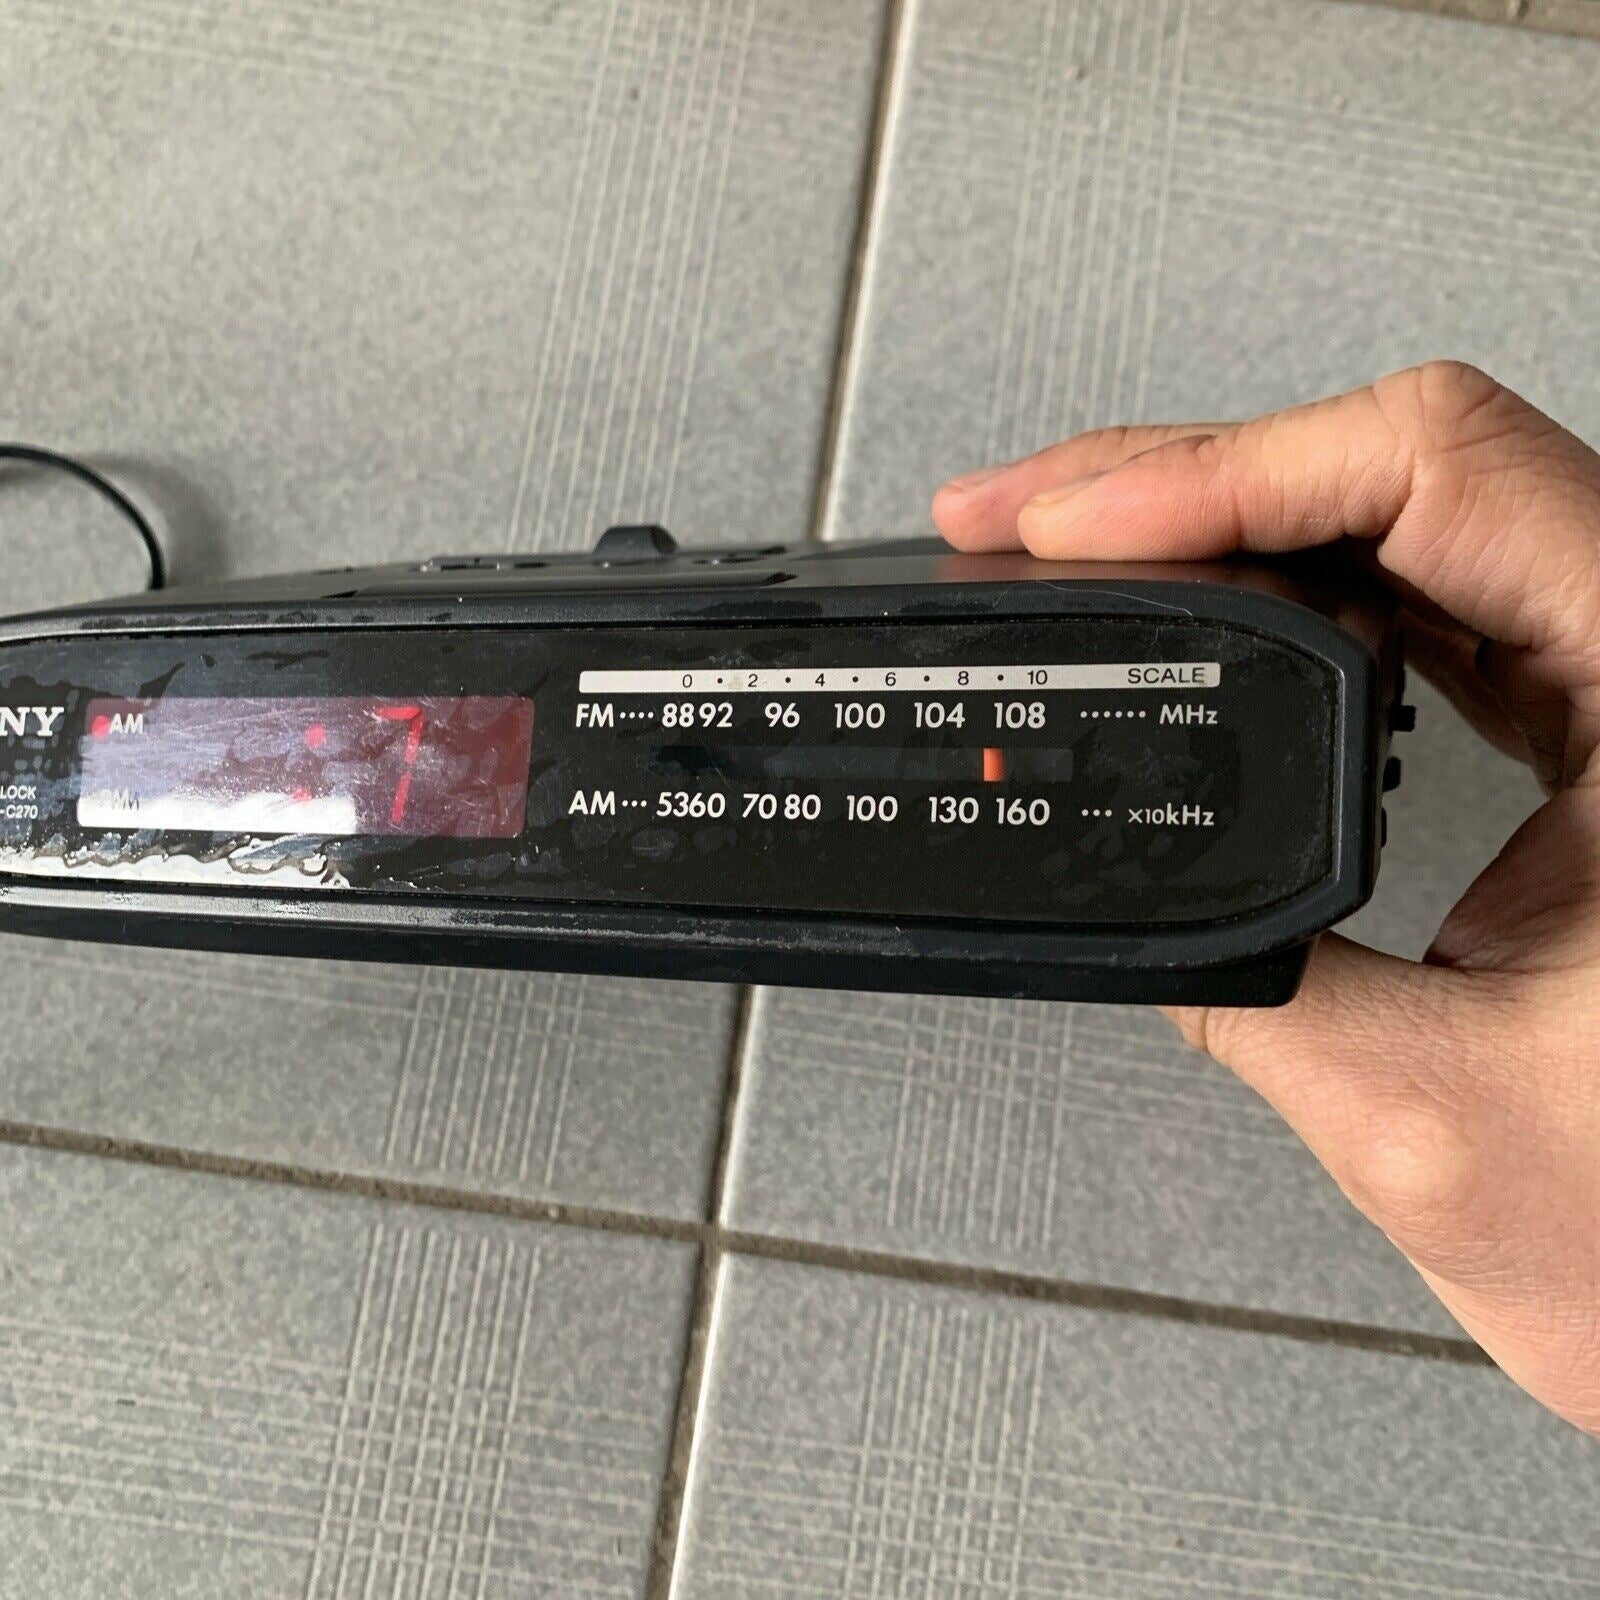 NY
AM
LOCK
-C270
: 7
0 • 2 • 4 • 6 • 8 • 10 SCALE
FM···· 88 92 96 100 104 108 ······ MHz
AM··· 53 60 70 80 100 130 160 ··· ×10kHz